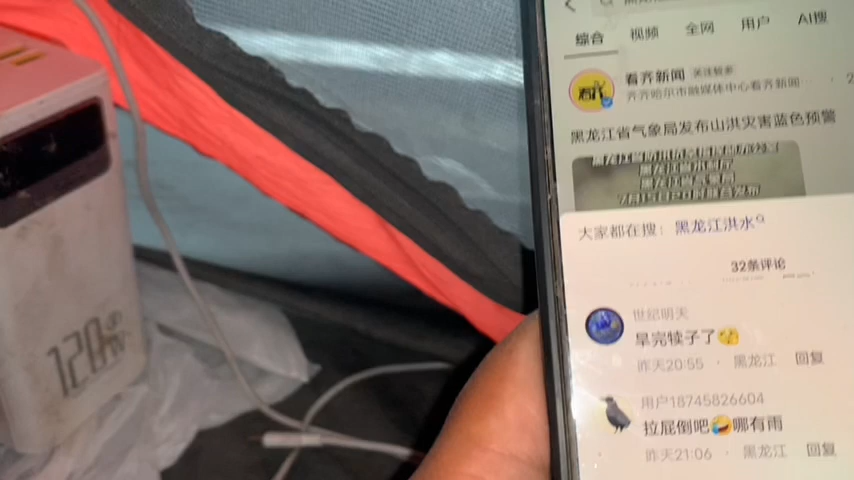 综合 视频 全网 用户 AI搜
看齐新闻
齐齐哈尔市融媒体中心看齐新闻
黑龙江省气象局发布山洪灾害蓝色预警
大家都在搜：黑龙江洪水
32条评论
世纪明天
旱完犊子了
昨天20:55 · 黑龙江 回复
用户18745826604
拉屁倒吧🤣哪有雨
昨天21:06 · 黑龙江 回复
120